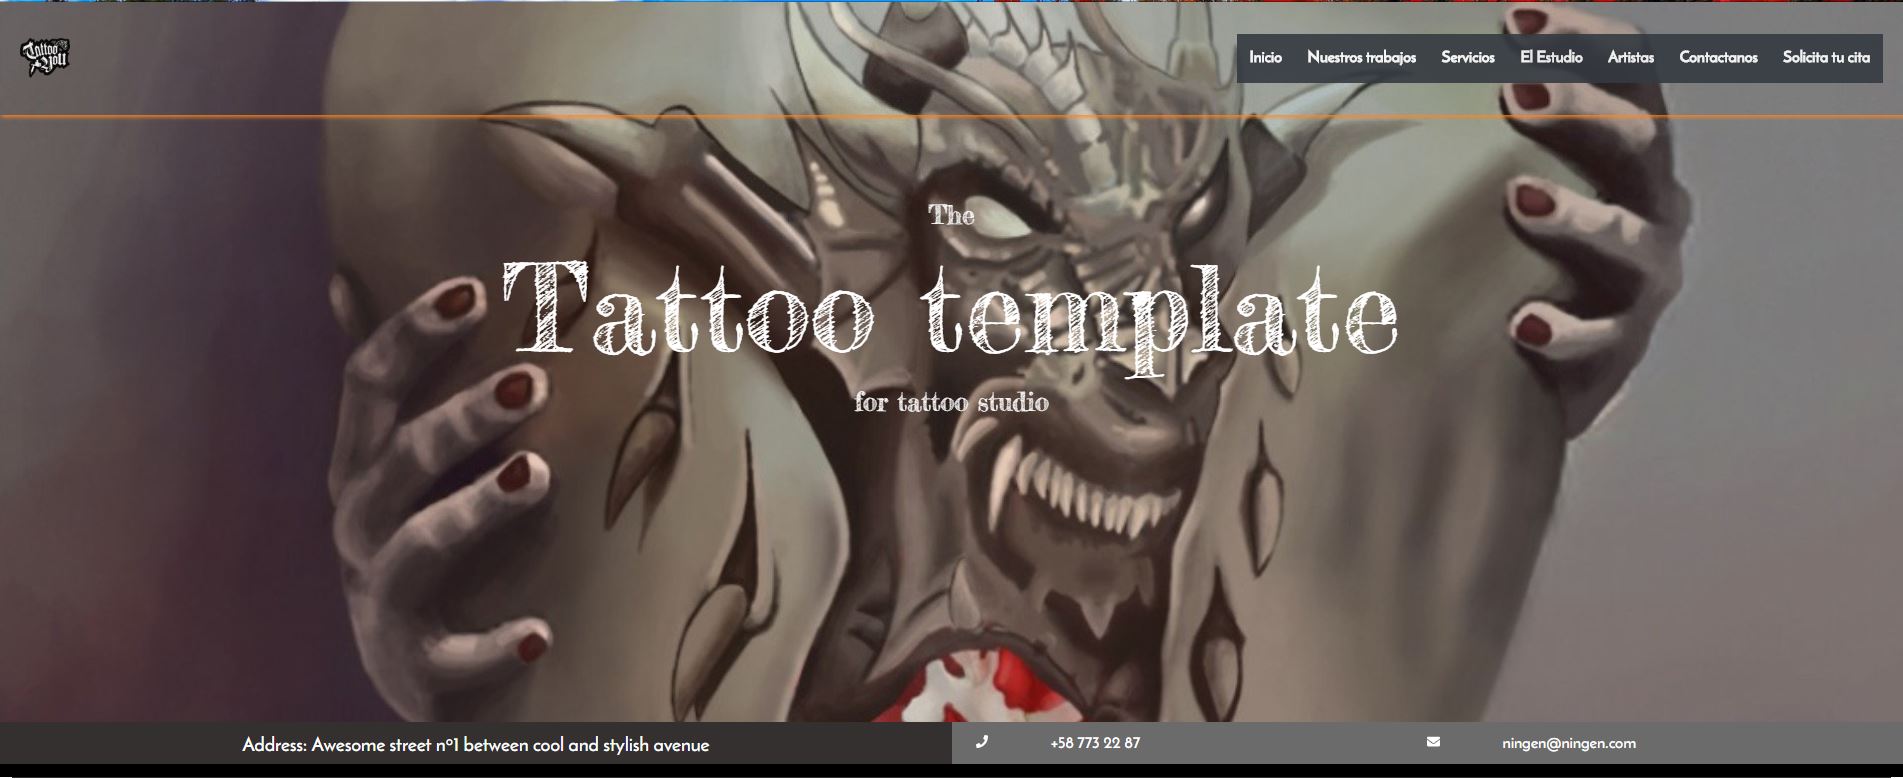 Tattoo
You
Inicio Nuestros trabajos Servicios El Estudio Artistas Contactanos Solicita tu cita
The
Tattoo template
for tattoo studio
Address: Awesome street nº1 between cool and stylish avenue
+58 773 22 87
ningen@ningen.com